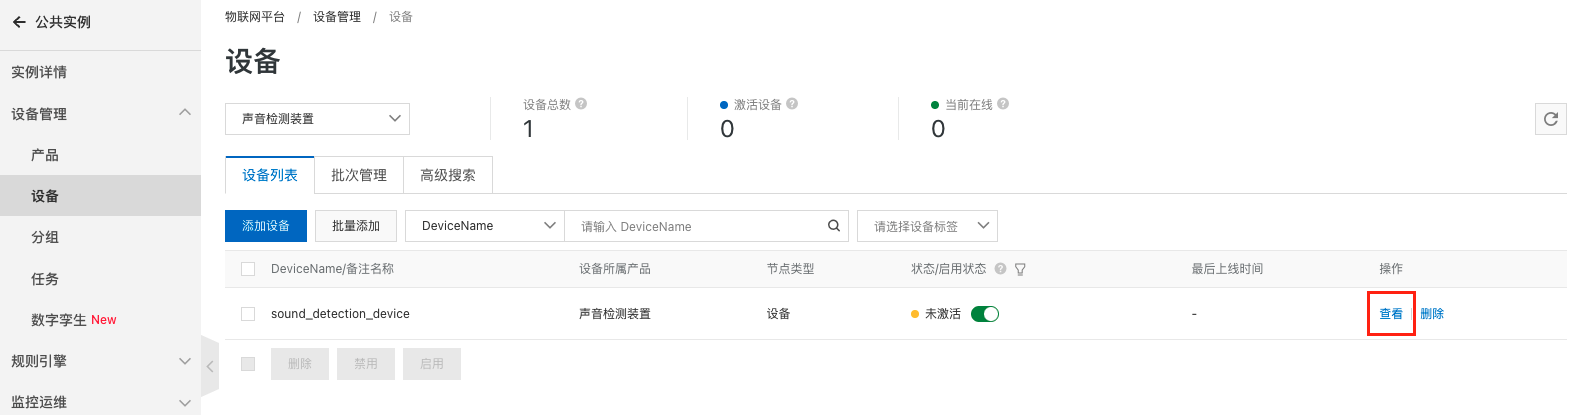 公共实例
实例详情
设备管理
产品
设备
分组
任务
数字孪生 New
规则引擎
监控运维
物联网平台 / 设备管理 / 设备
设备
声音检测装置
设备总数 ?
1
激活设备 ?
0
当前在线 ?
0
设备列表 批次管理 高级搜索
添加设备 批量添加 DeviceName 请输入 DeviceName 请选择设备标签
DeviceName/备注名称 设备所属产品 节点类型 状态/启用状态 ? 最后上线时间 操作
sound_detection_device 声音检测装置 设备 未激活 - 查看 | 删除
删除 禁用 启用